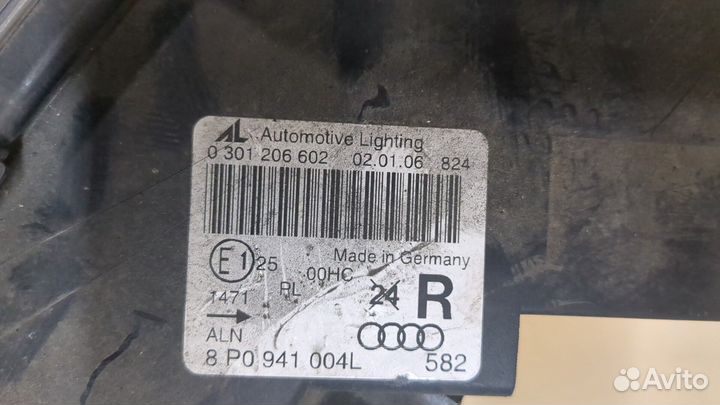 AL Automotive Lighting
0 301 206 602 02.01.06 824
Made in Germany
E1 25 00HC
1471 PL 24 R
ALN
8 P0 941 004L 582
Avito